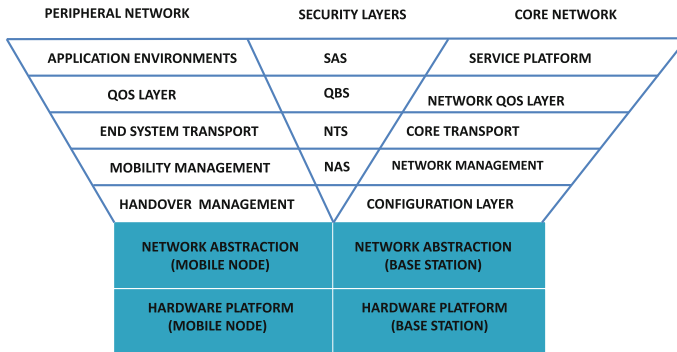 PERIPHERAL NETWORK SECURITY LAYERS CORE NETWORK
APPLICATION ENVIRONMENTS SAS SERVICE PLATFORM
QOS LAYER QBS NETWORK QOS LAYER
END SYSTEM TRANSPORT NTS CORE TRANSPORT
MOBILITY MANAGEMENT NAS NETWORK MANAGEMENT
HANDOVER MANAGEMENT CONFIGURATION LAYER
NETWORK ABSTRACTION NETWORK ABSTRACTION
(MOBILE NODE) (BASE STATION)
HARDWARE PLATFORM HARDWARE PLATFORM
(MOBILE NODE) (BASE STATION)